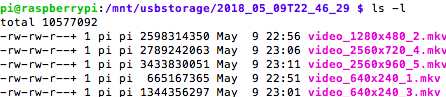 pi@raspberrypi:/mnt/usbstorage/2018_05_09T22_46_29 $ ls -l
total 10577092
-rw-rw-r--+ 1 pi pi 2598314350 May  9 22:56 video_1280x480_2.mkv
-rw-rw-r--+ 1 pi pi 2789242063 May  9 23:06 video_2560x720_4.mkv
-rw-rw-r--+ 1 pi pi 3433830051 May  9 23:11 video_2560x960_5.mkv
-rw-rw-r--+ 1 pi pi  665167365 May  9 22:51 video_640x240_1.mkv
-rw-rw-r--+ 1 pi pi 1344356297 May  9 23:01 video_640x240_3.mkv